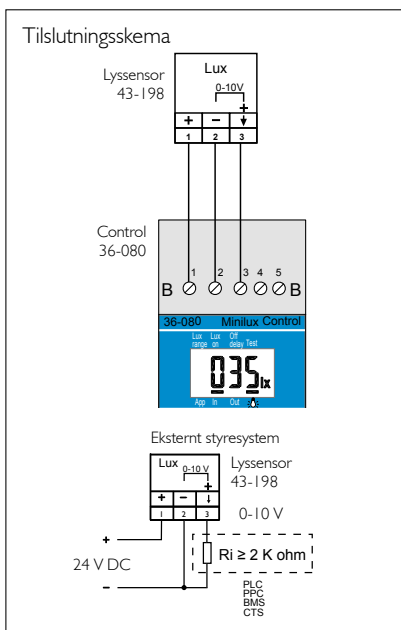 Tilslutningsskema
Lyssensor
43-198
Lux
0-10V
+
+ − ↓
1 2 3
Control
36-080
1 2 3 4 5
B B
36-080 Minilux Control
Lux range Lux on Off delay Test
035 lx
App In Out
Eksternt styresystem
Lux
0-10 V
+
+ − ↓
1 2 3
Lyssensor
43-198
0-10 V
+
24 V DC
−
Ri ≥ 2 K ohm
PLC
PPC
BMS
CTS